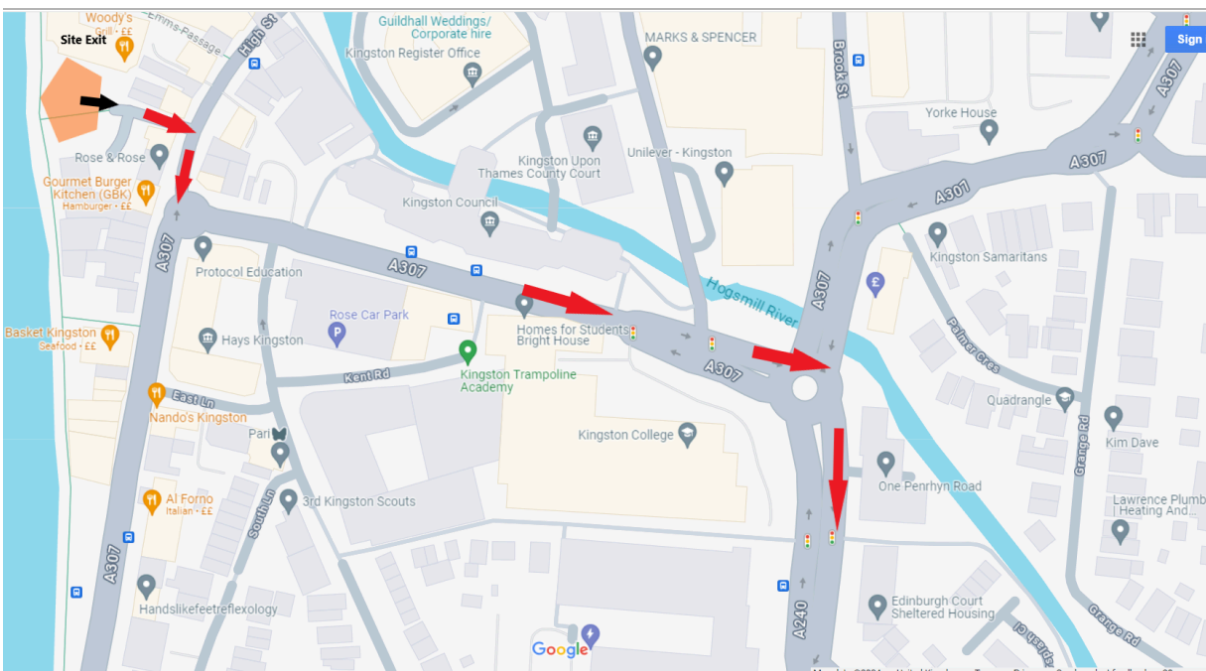 Woody's
Grill · ££
Site Exit
Emms-Passage
High St
Guildhall Weddings/
Corporate hire
Kingston Register Office
MARKS & SPENCER
Brook St
Sign
A307
Yorke House
Rose & Rose
Gourmet Burger
Kitchen (GBK)
Hamburger · ££
Kingston Upon
Thames County Court
Unilever - Kingston
A307
Kingston Council
A307
A307
Protocol Education
A307
Kingston Samaritans
Hogsmill River
A307
£
Rose Car Park
P
Basket Kingston
Seafood · ££
Hays Kingston
Homes for Students
Bright House
Palmer Cres
Kent Rd
Kingston Trampoline
Academy
A307
East Ln
Nando's Kingston
Quadrangle
Pari
Kingston College
Grange Rd
Kim Dave
One Penrhyn Road
Al Forno
Italian · ££
3rd Kingston Scouts
South Ln
Lawrence Plumb
| Heating And...
A307
Handslikefeetreflexology
Edinburgh Court
Sheltered Housing
A240
Grange Rd
Google